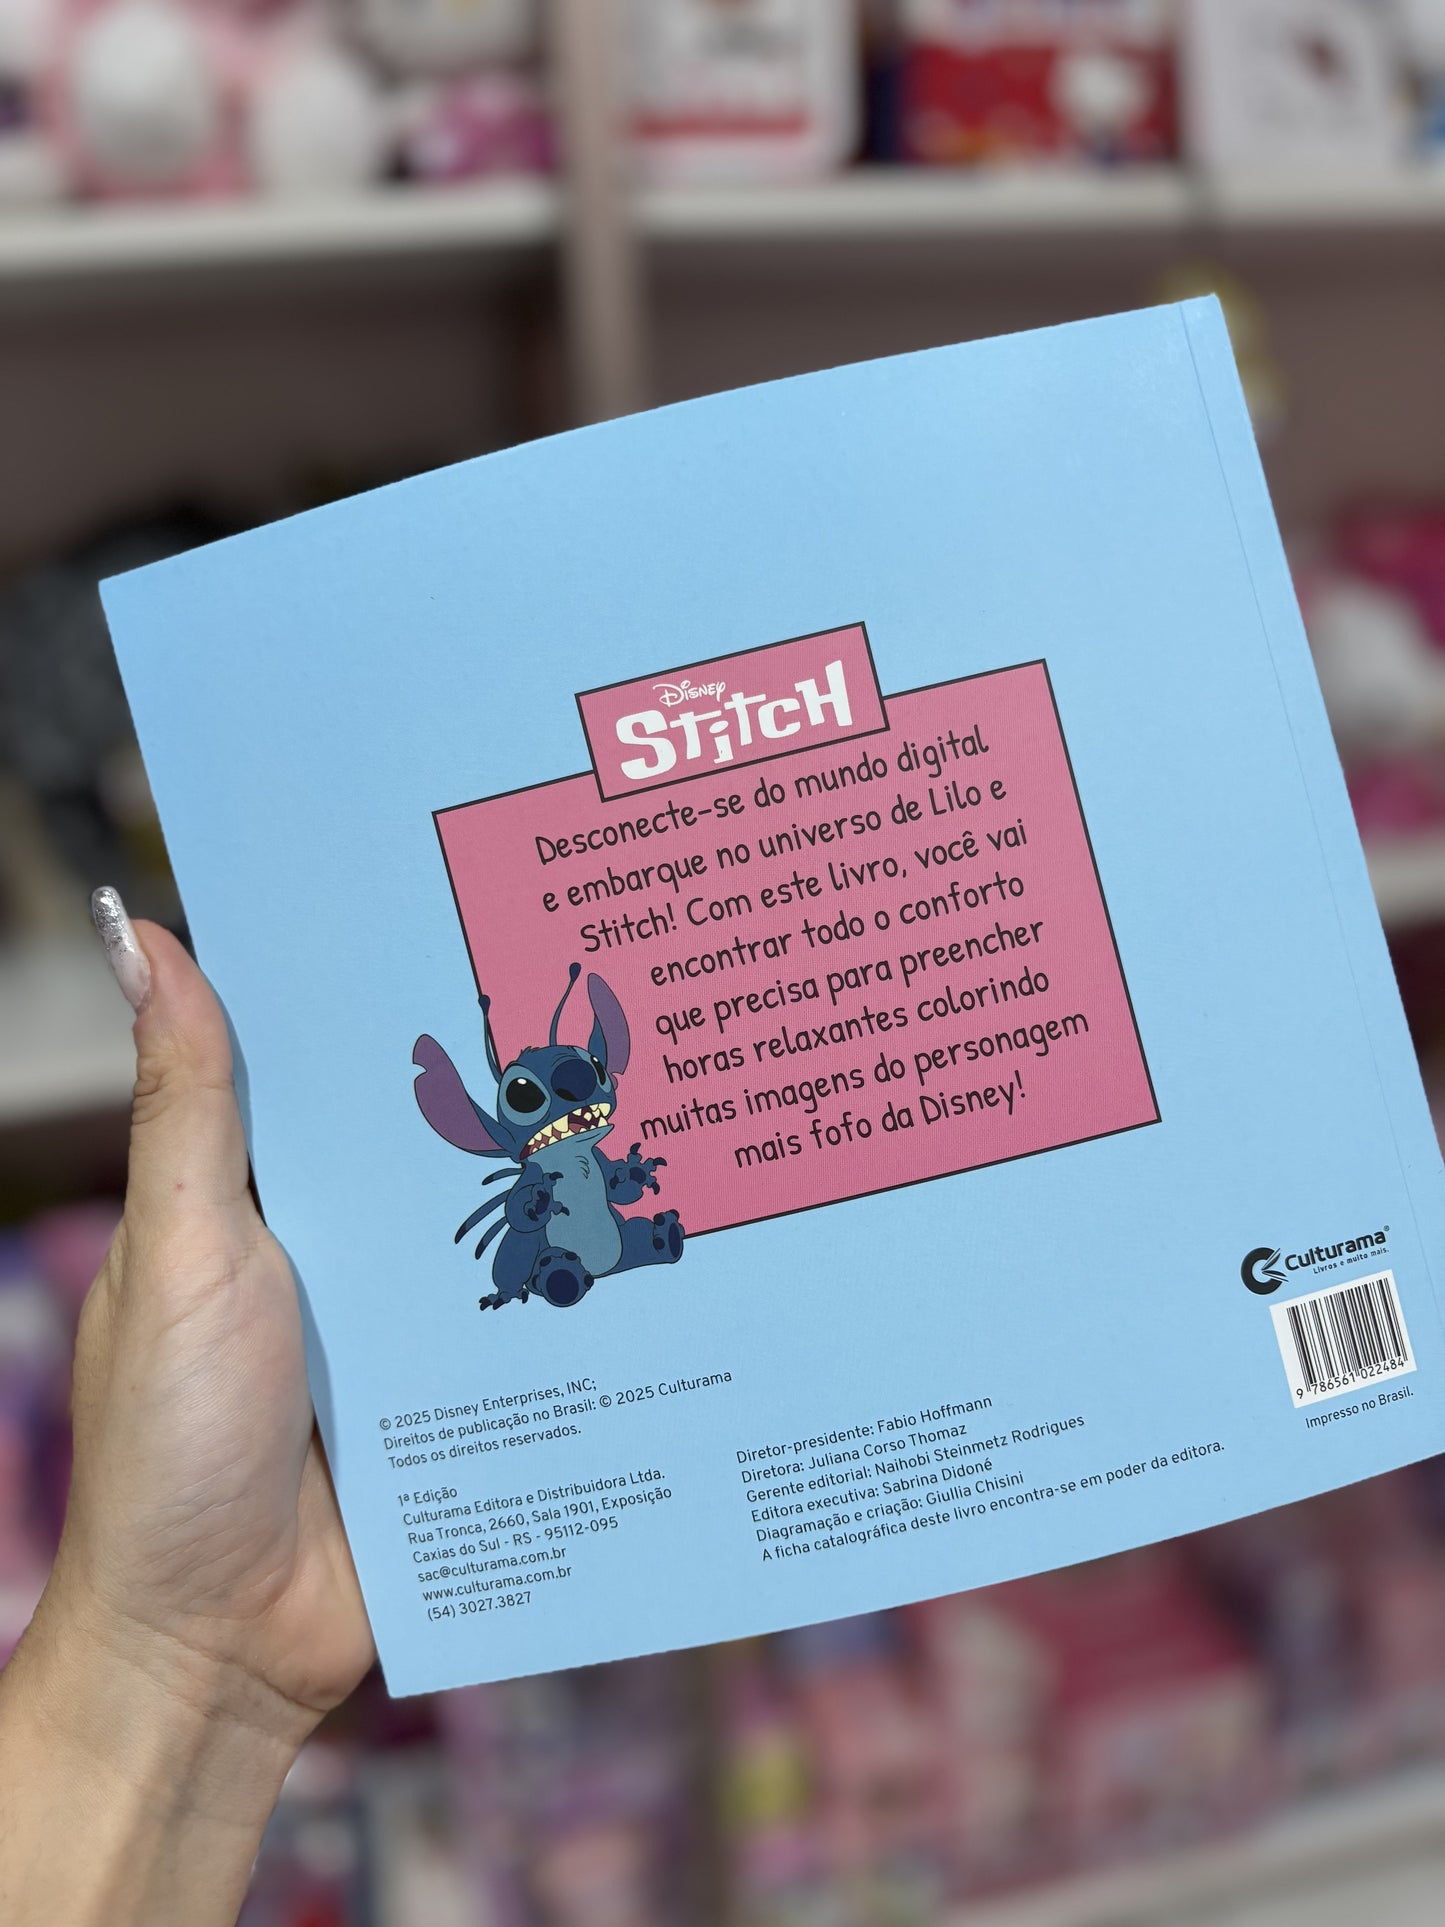 Disney
Stitch
Desconecte-se do mundo digital
e embarque no universo de Lilo e
Stitch! Com este livro, você vai
encontrar todo o conforto
que precisa para preencher
horas relaxantes colorindo
muitas imagens do personagem
mais fofo da Disney!
Culturama®
Livros e muito mais.
9 786561 022484
Impresso no Brasil.
© 2025 Disney Enterprises, INC;
Direitos de publicação no Brasil: © 2025 Culturama
Todos os direitos reservados.
1ª Edição
Culturama Editora e Distribuidora Ltda.
Rua Tronca, 2660, Sala 1901, Exposição
Caxias do Sul - RS - 95112-095
sac@culturama.com.br
www.culturama.com.br
(54) 3027.3827
Diretor-presidente: Fabio Hoffmann
Diretora: Juliana Corso Thomaz
Gerente editorial: Naihobi Steinmetz Rodrigues
Editora executiva: Sabrina Didoné
Diagramação e criação: Giullia Chisini
A ficha catalográfica deste livro encontra-se em poder da editora.